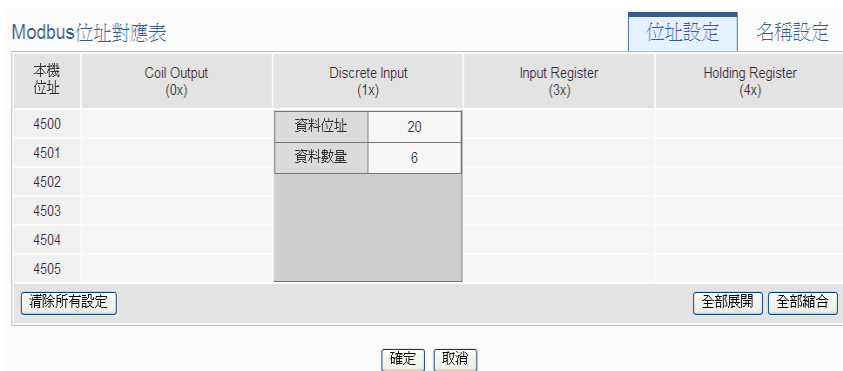 Modbus位址對應表 位址設定 名稱設定
本機位址 Coil Output (0x) Discrete Input (1x) Input Register (3x) Holding Register (4x)
4500 資料位址 20
4501 資料數量 6
4502
4503
4504
4505
清除所有設定 全部展開 全部縮合
確定 取消